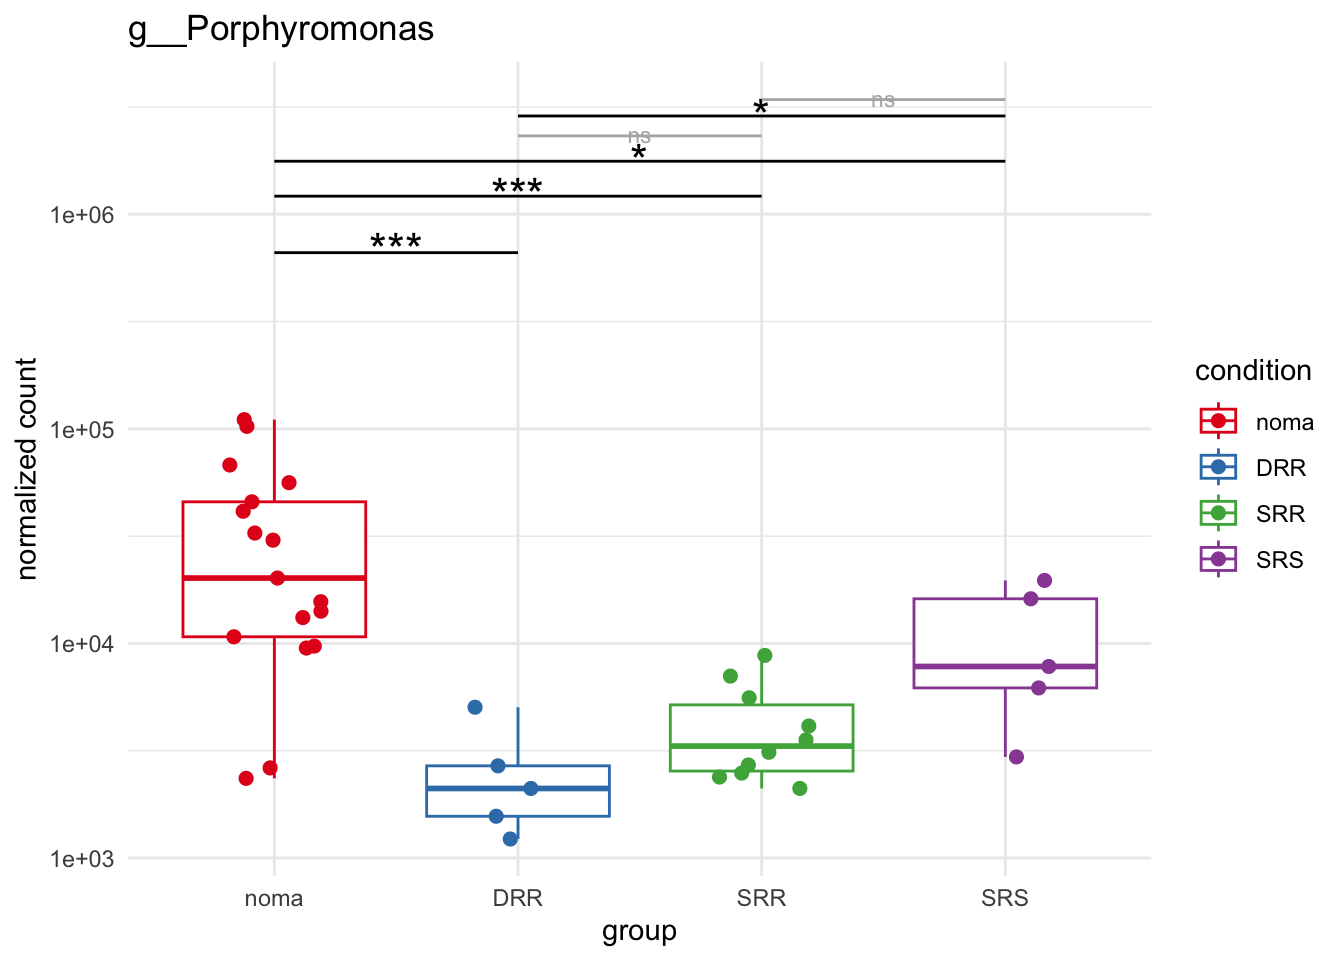 g__Porphyromonas
ns
*
ns
*
***
***
1e+06
1e+05
1e+04
1e+03
normalized count
noma
DRR
SRR
SRS
group
condition
noma
DRR
SRR
SRS